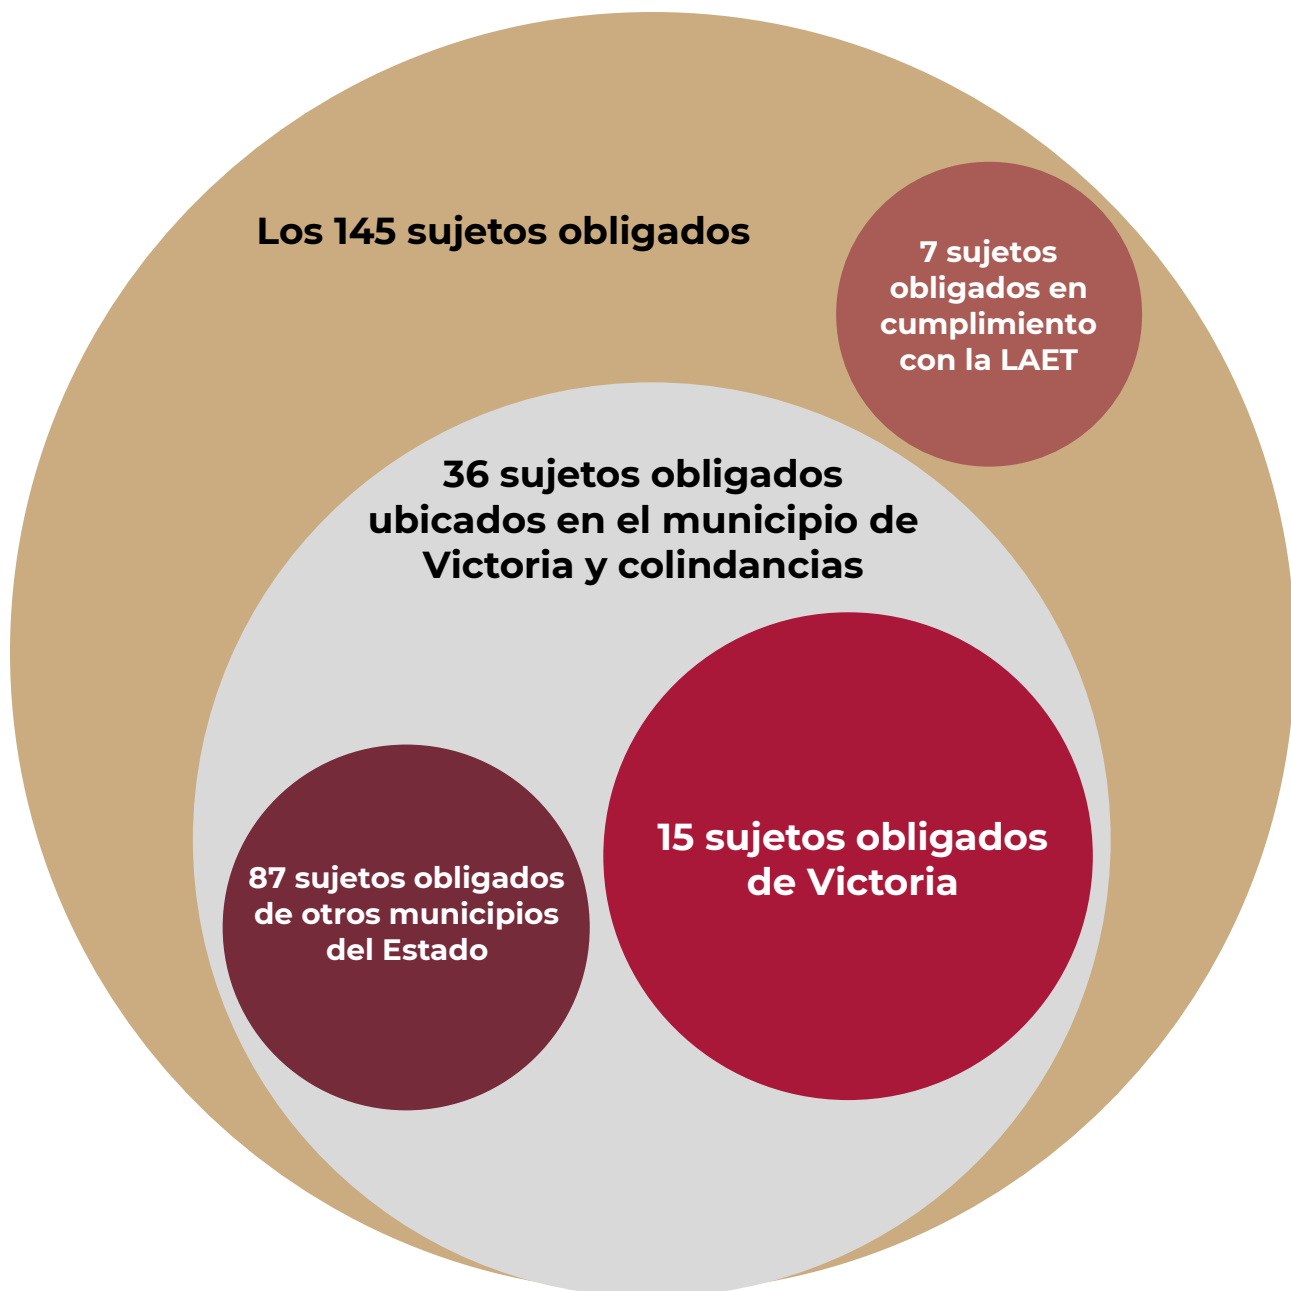 Los 145 sujetos obligados
7 sujetos
obligados en
cumplimiento
con la LAET
36 sujetos obligados
ubicados en el municipio de
Victoria y colindancias
15 sujetos obligados
de Victoria
87 sujetos obligados
de otros municipios
del Estado